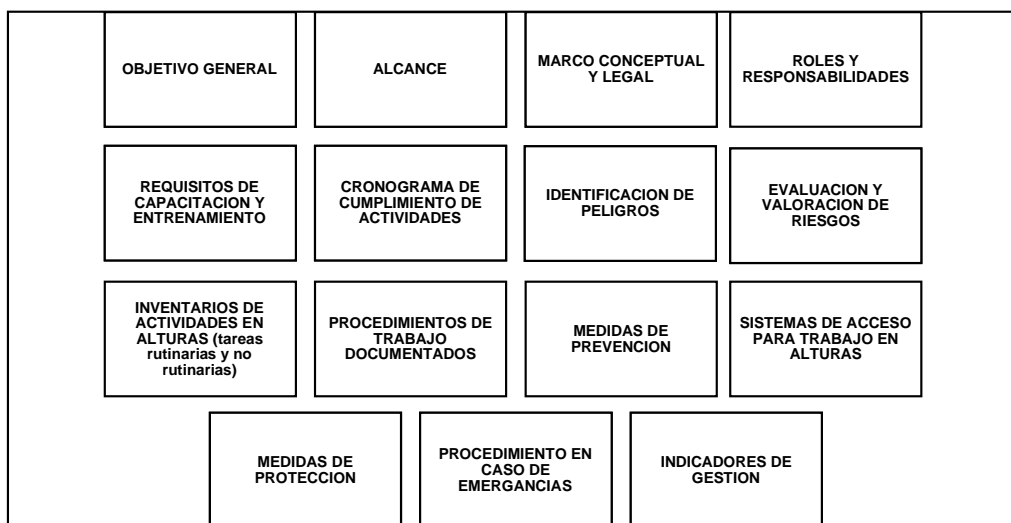 OBJETIVO GENERAL
ALCANCE
MARCO CONCEPTUAL
Y LEGAL
ROLES Y
RESPONSABILIDADES
REQUISITOS DE
CAPACITACION Y
ENTRENAMIENTO
CRONOGRAMA DE
CUMPLIMIENTO DE
ACTIVIDADES
IDENTIFICACION DE
PELIGROS
EVALUACION Y
VALORACION DE
RIESGOS
INVENTARIOS DE
ACTIVIDADES EN
ALTURAS (tareas
rutinarias y no
rutinarias)
PROCEDIMIENTOS DE
TRABAJO
DOCUMENTADOS
MEDIDAS DE
PREVENCION
SISTEMAS DE ACCESO
PARA TRABAJO EN
ALTURAS
MEDIDAS DE
PROTECCION
PROCEDIMIENTO EN
CASO DE
EMERGANCIAS
INDICADORES DE
GESTION